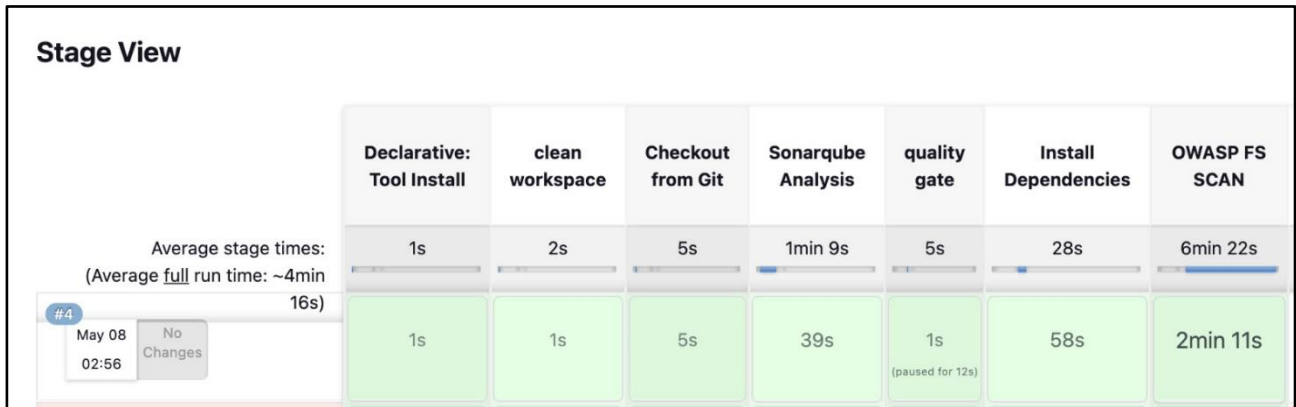 Stage View
Declarative: Tool Install
clean workspace
Checkout from Git
Sonarqube Analysis
quality gate
Install Dependencies
OWASP FS SCAN
Average stage times:
(Average full run time: ~4min
16s)
1s
2s
5s
1min 9s
5s
28s
6min 22s
#4
May 08
02:56
No
Changes
1s
1s
5s
39s
1s
(paused for 12s)
58s
2min 11s